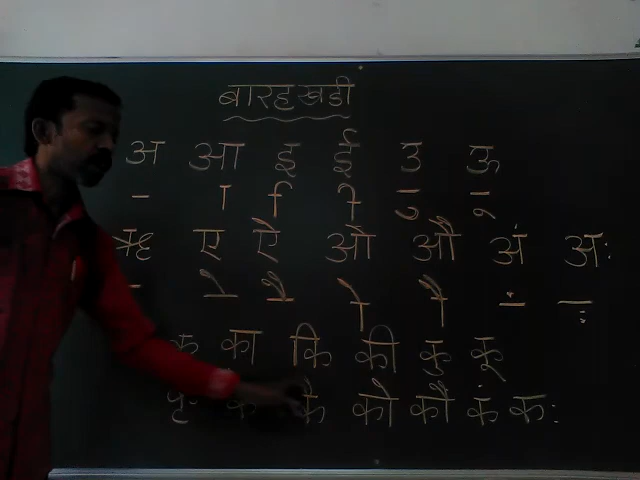 बारहखडी
अ आ इ ई उ ऊ
- ा ि ी ु ू
ऋ ए ऐ ओ औ अं अः
- े ै ो ौ ं ः
क का कि की कु कू
कृ के कै को कौ कं कः